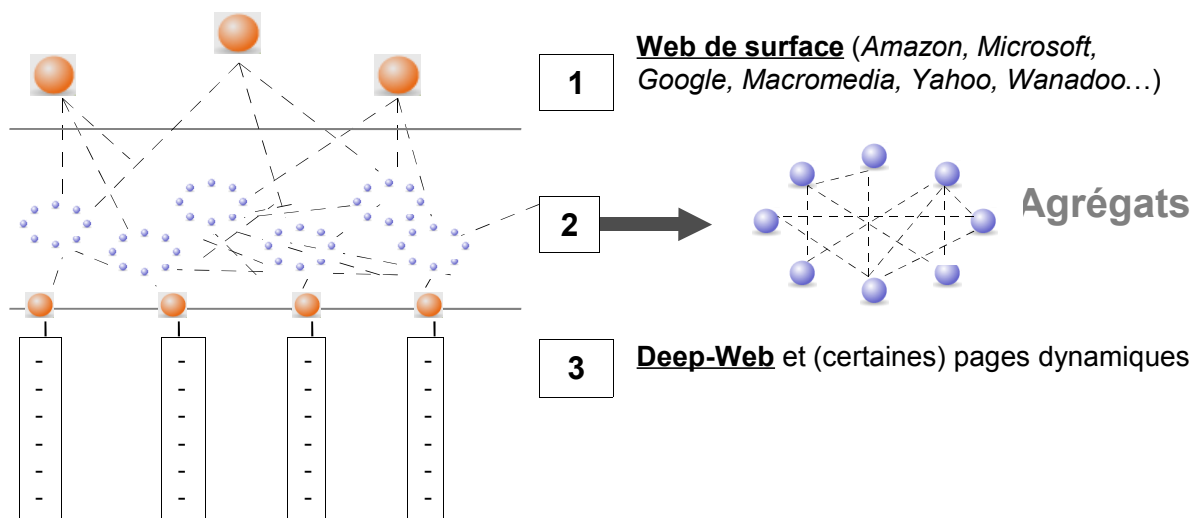 1
Web de surface (Amazon, Microsoft,
Google, Macromedia, Yahoo, Wanadoo…)
2
Agrégats
3
Deep-Web et (certaines) pages dynamiques
- - - -
- - - -
- - - -
- - - -
- - - -
- - - -